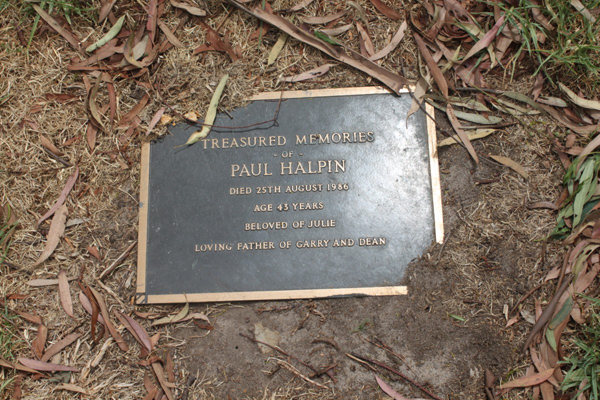 TREASURED MEMORIES
- OF -
PAUL HALPIN
DIED 25TH AUGUST 1986
AGE 43 YEARS
BELOVED OF JULIE
LOVING FATHER OF GARRY AND DEAN